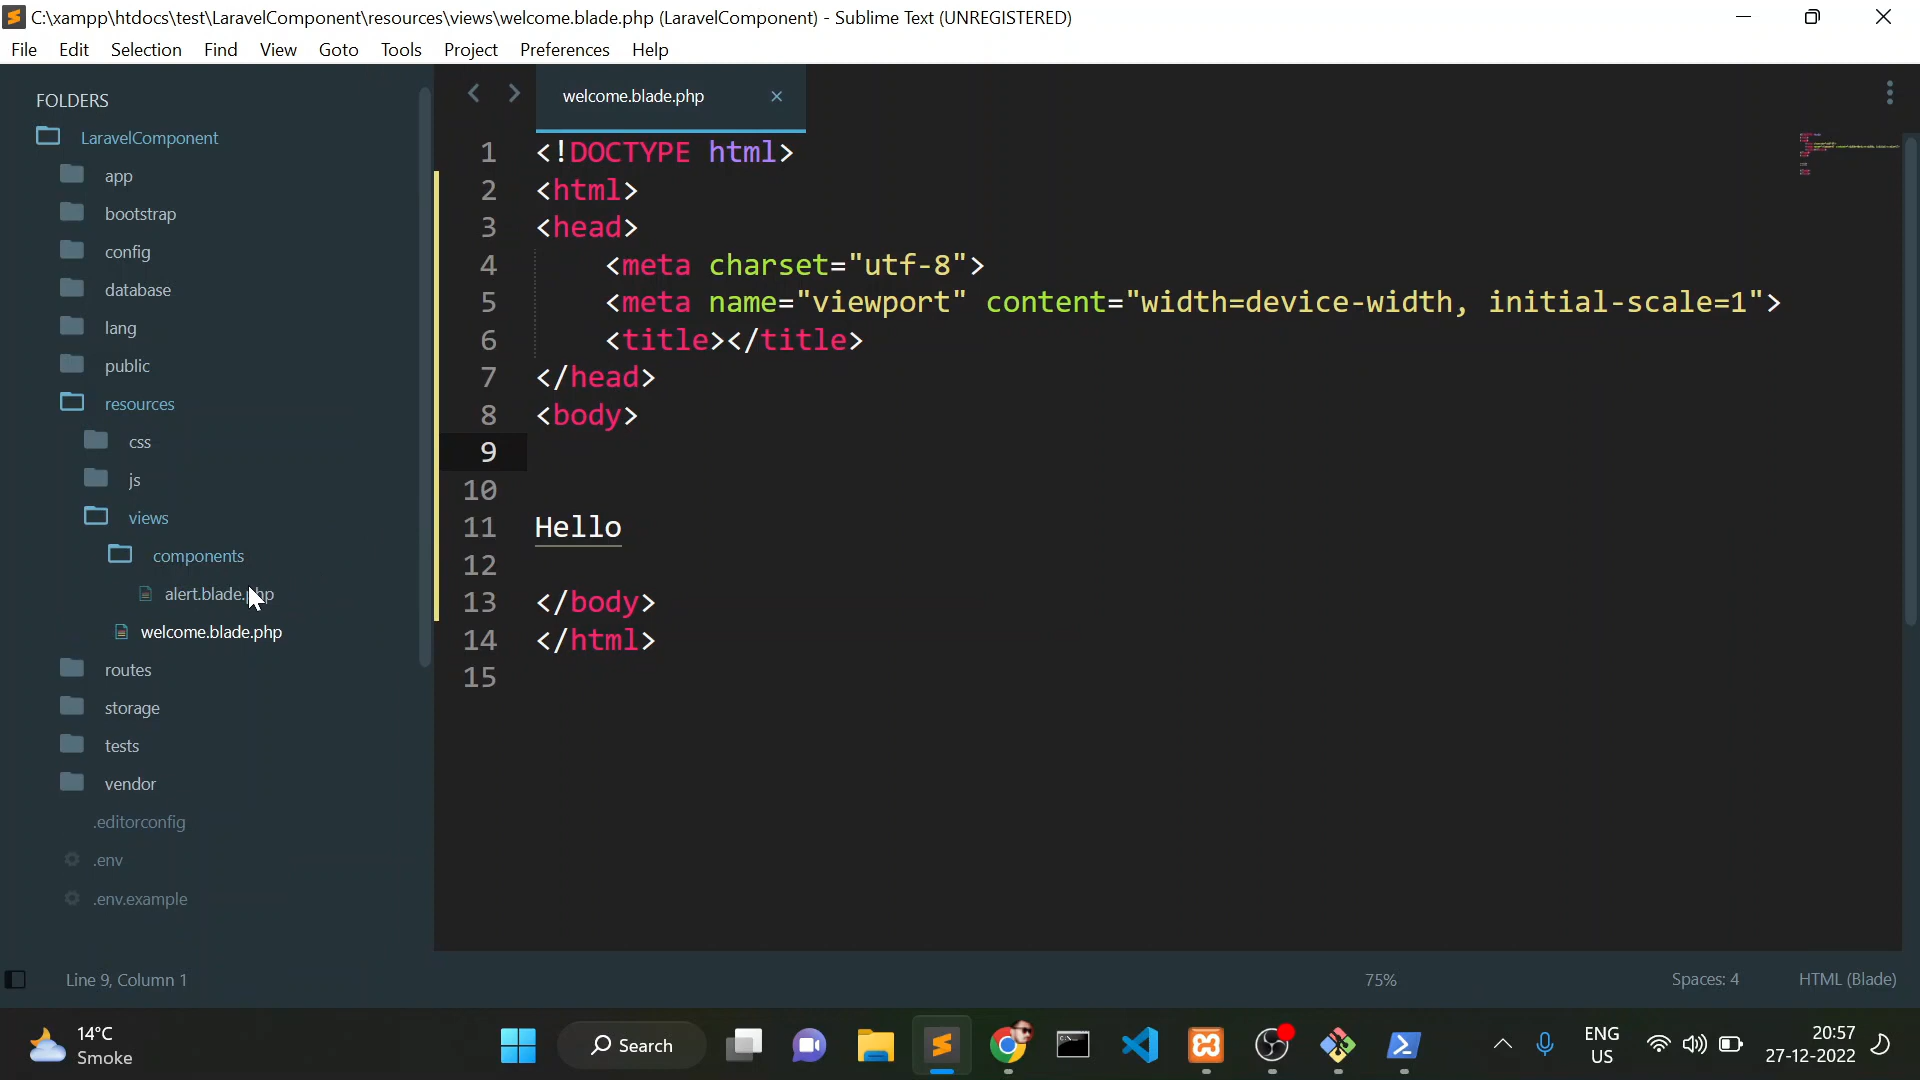 C:\xampp\htdocs\test\LaravelComponent\resources\views\welcome.blade.php (LaravelComponent) - Sublime Text (UNREGISTERED)
File Edit Selection Find View Goto Tools Project Preferences Help
FOLDERS
LaravelComponent
app
bootstrap
config
database
lang
public
resources
css
js
views
components
alert.blade.php
welcome.blade.php
routes
storage
tests
vendor
.editorconfig
.env
.env.example
welcome.blade.php
1 <!DOCTYPE html>
2 <html>
3 <head>
4 <meta charset="utf-8">
5 <meta name="viewport" content="width=device-width, initial-scale=1">
6 <title></title>
7 </head>
8 <body>
9
10
11 Hello
12
13 </body>
14 </html>
15
Line 9, Column 1
75%
Spaces: 4
HTML (Blade)
14°C
Smoke
Search
ENG
US
20:57
27-12-2022